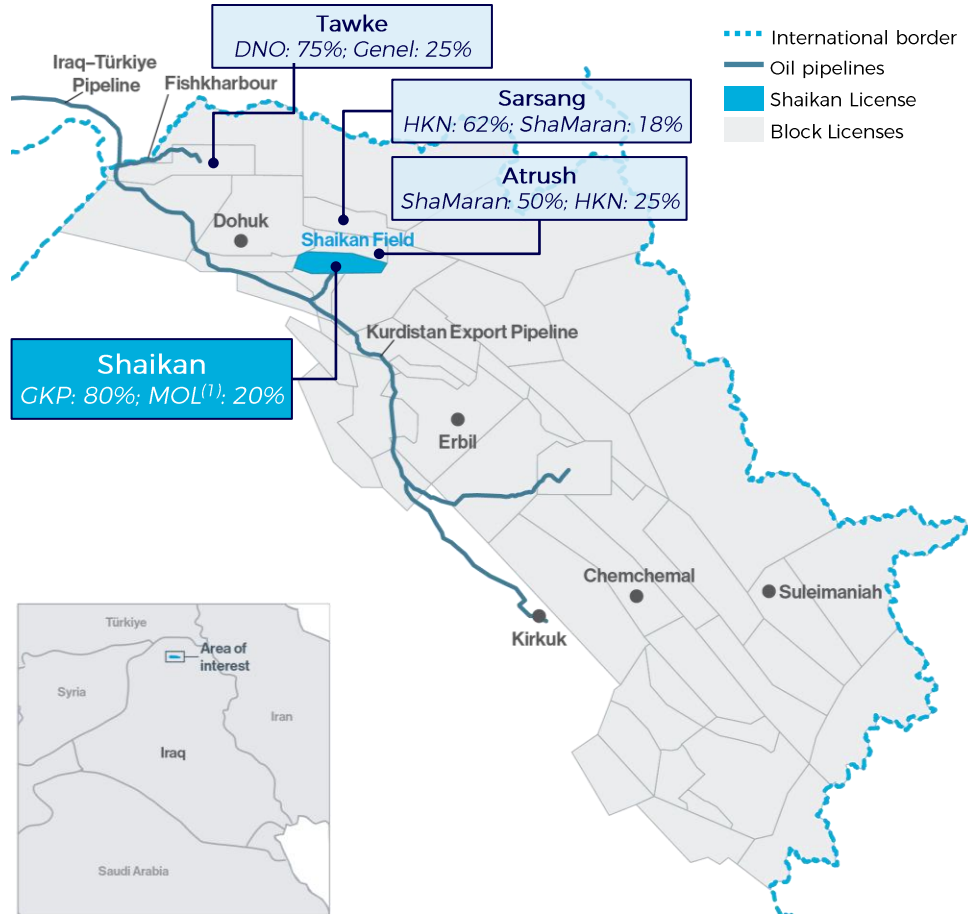 Tawke
DNO: 75%; Genel: 25%
International border
Oil pipelines
Shaikan License
Block Licenses
Iraq–Türkiye
Pipeline
Fishkharbour
Sarsang
HKN: 62%; ShaMaran: 18%
Atrush
ShaMaran: 50%; HKN: 25%
Dohuk
Shaikan Field
Kurdistan Export Pipeline
Shaikan
GKP: 80%; MOL(1): 20%
Erbil
Chemchemal
Suleimaniah
Kirkuk
Türkiye
Area of
interest
Syria
Iran
Iraq
Saudi Arabia